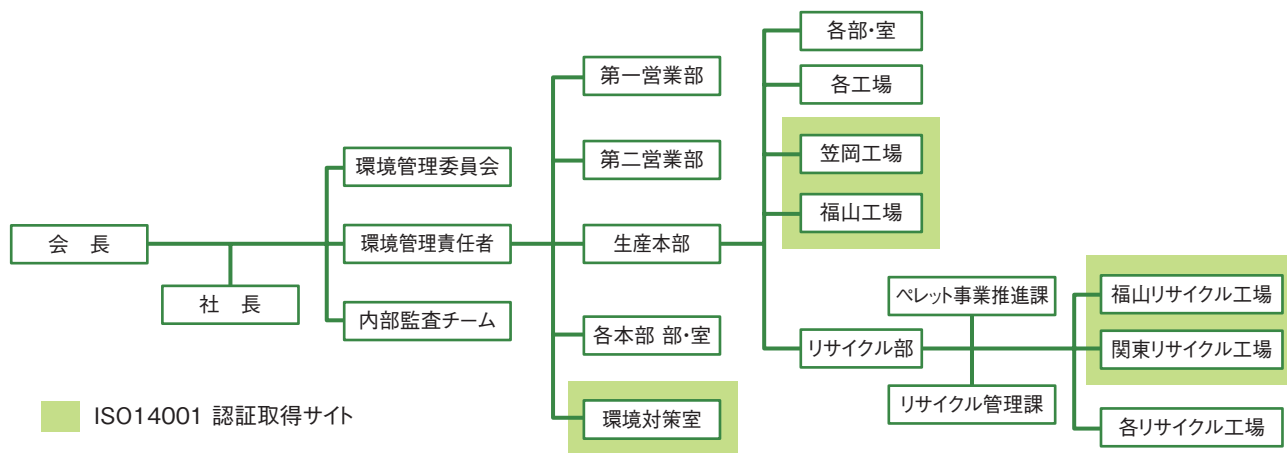 会　長
社　長
環境管理委員会
環境管理責任者
内部監査チーム
第一営業部
第二営業部
生産本部
各本部 部・室
環境対策室
各部・室
各工場
笠岡工場
福山工場
リサイクル部
ペレット事業推進課
リサイクル管理課
福山リサイクル工場
関東リサイクル工場
各リサイクル工場
ISO14001 認証取得サイト